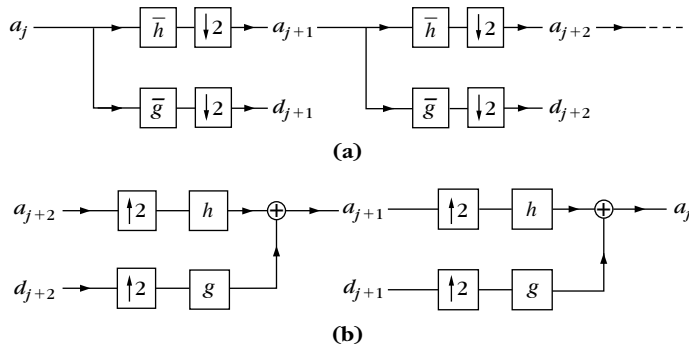 a_j h̄ ↓2 a_{j+1} h̄ ↓2 a_{j+2}
ḡ ↓2 d_{j+1} ḡ ↓2 d_{j+2}
(a)
a_{j+2} ↑2 h + a_{j+1} ↑2 h + a_j
d_{j+2} ↑2 g d_{j+1} ↑2 g
(b)